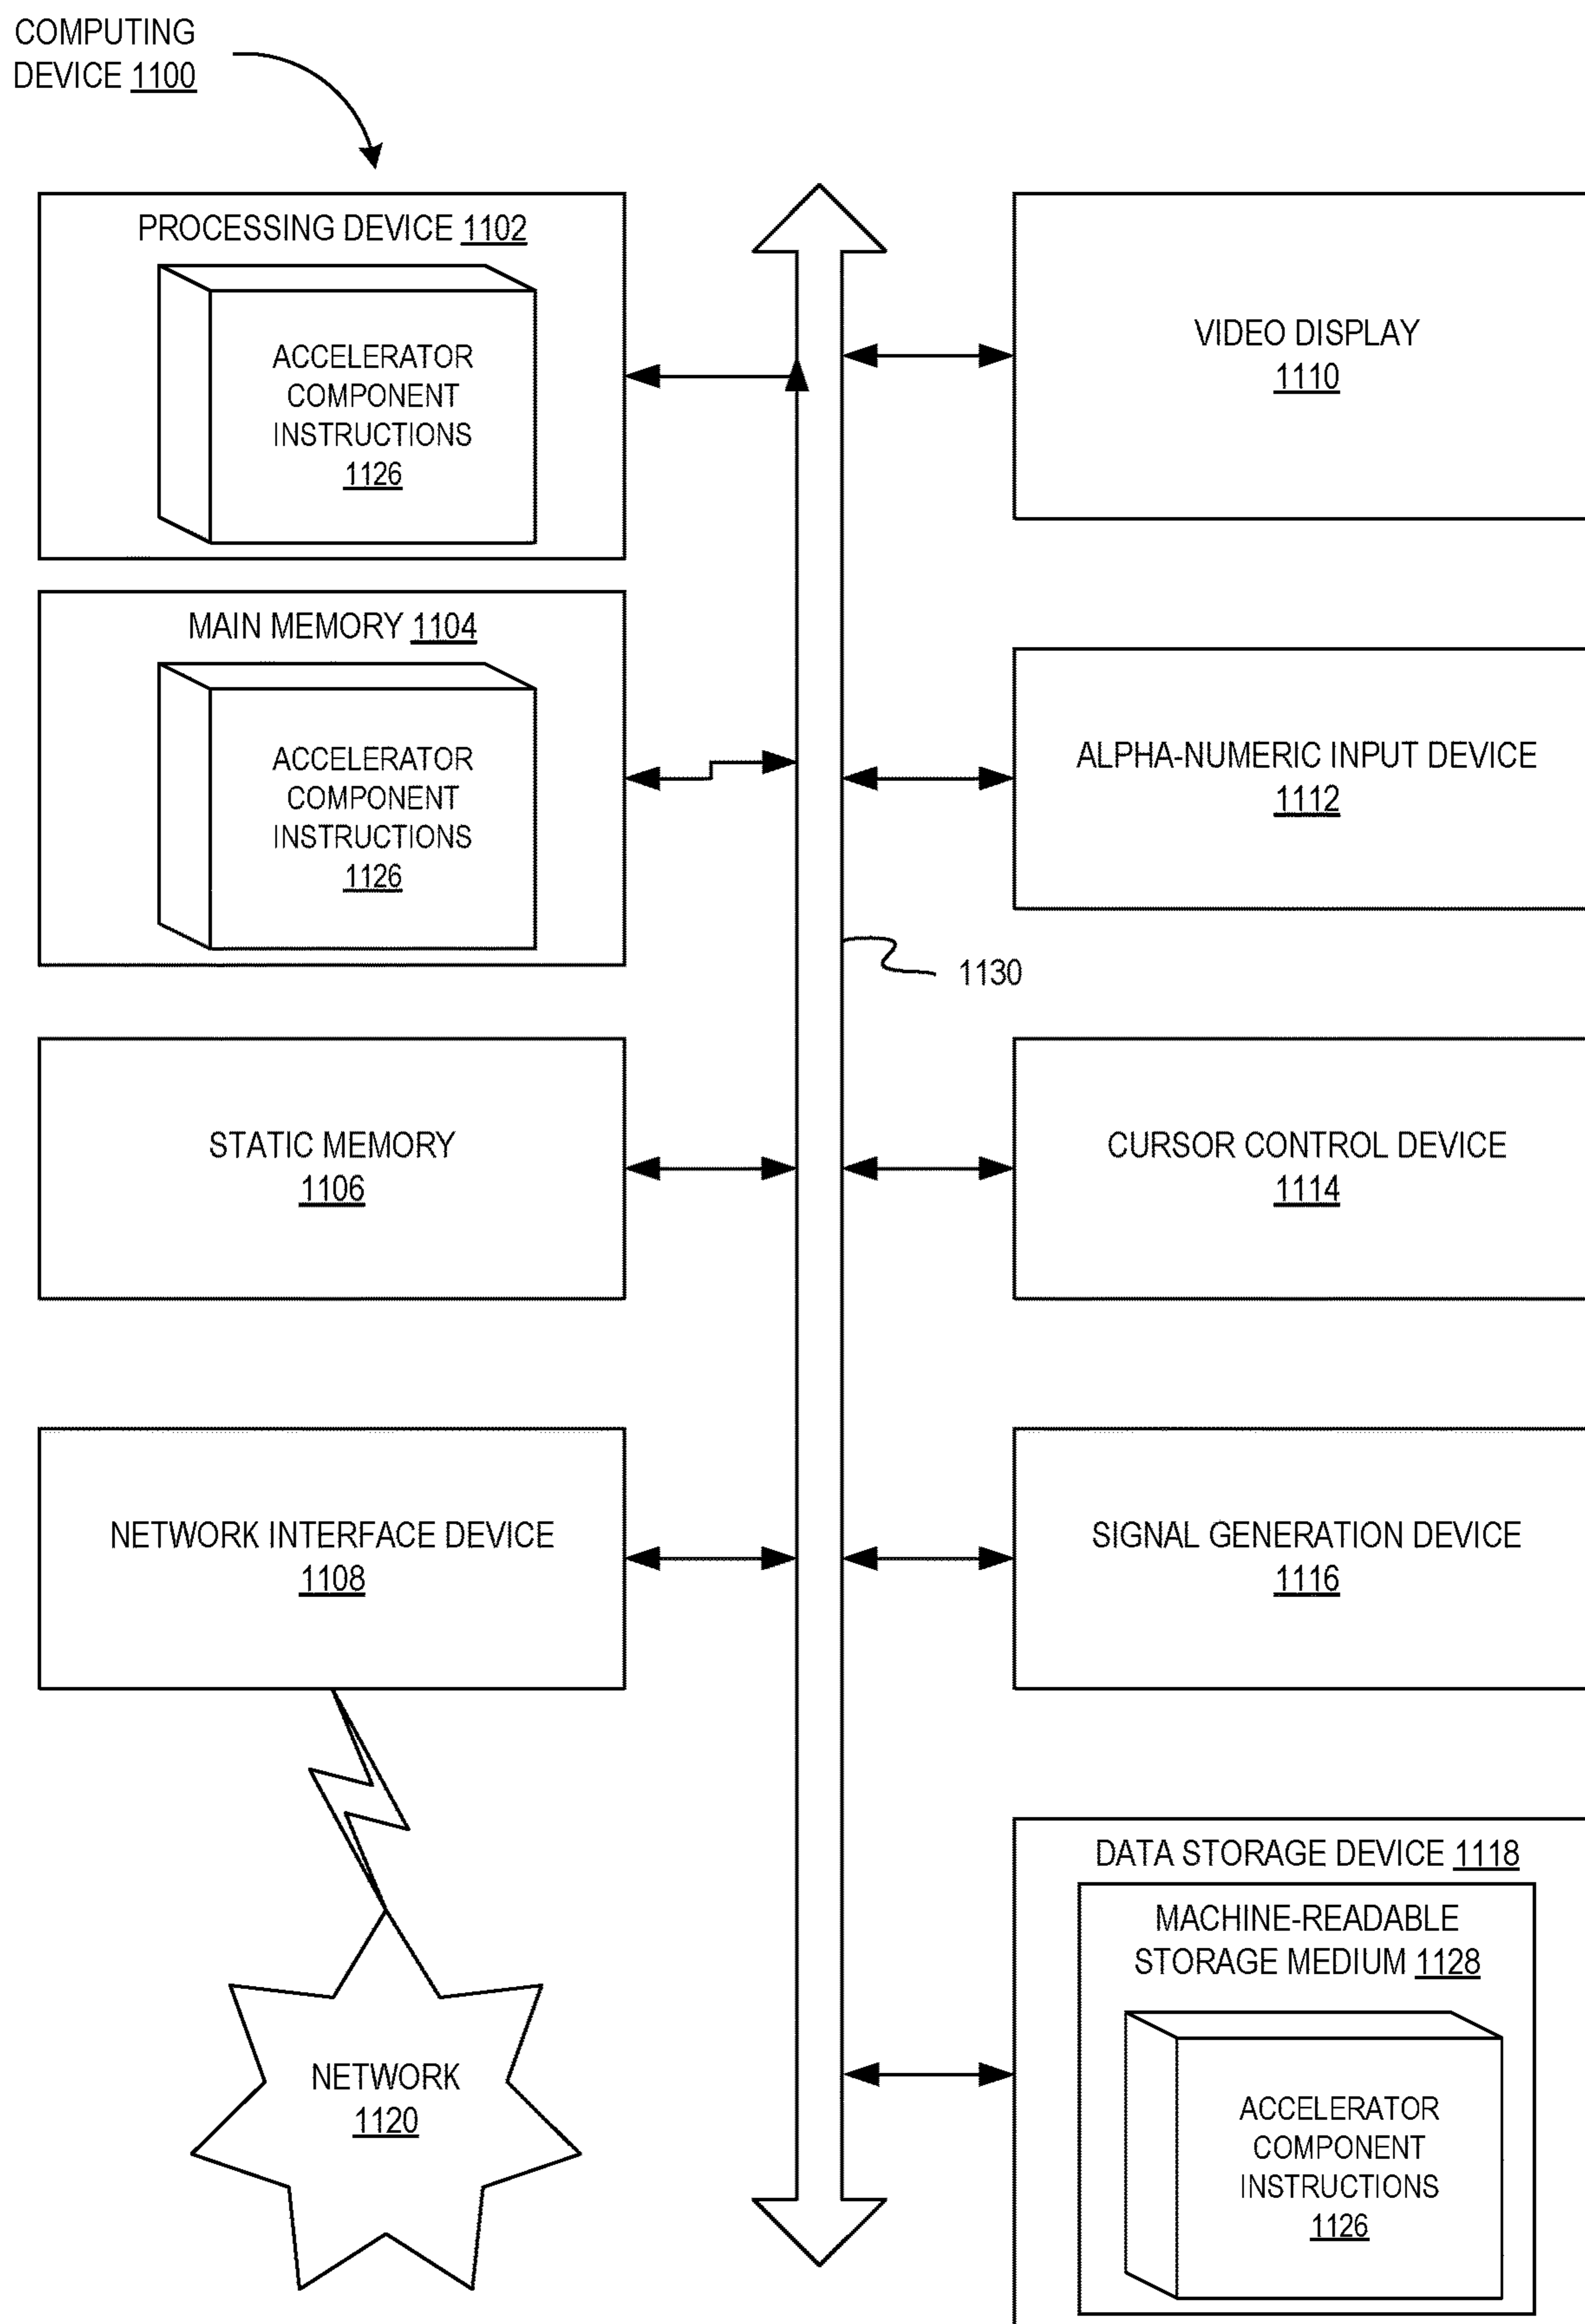 COMPUTING
DEVICE 1100
PROCESSING DEVICE 1102
ACCELERATOR
COMPONENT
INSTRUCTIONS
1126
MAIN MEMORY 1104
ACCELERATOR
COMPONENT
INSTRUCTIONS
1126
STATIC MEMORY
1106
NETWORK INTERFACE DEVICE
1108
NETWORK
1120
1130
VIDEO DISPLAY
1110
ALPHA-NUMERIC INPUT DEVICE
1112
CURSOR CONTROL DEVICE
1114
SIGNAL GENERATION DEVICE
1116
DATA STORAGE DEVICE 1118
MACHINE-READABLE
STORAGE MEDIUM 1128
ACCELERATOR
COMPONENT
INSTRUCTIONS
1126